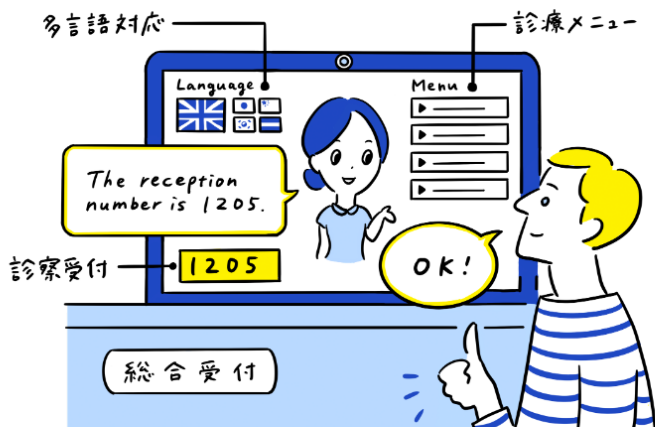 多言語対応
診療メニュー
Language
Menu
The reception
number is 1205.
診察受付
1205
OK!
総合受付